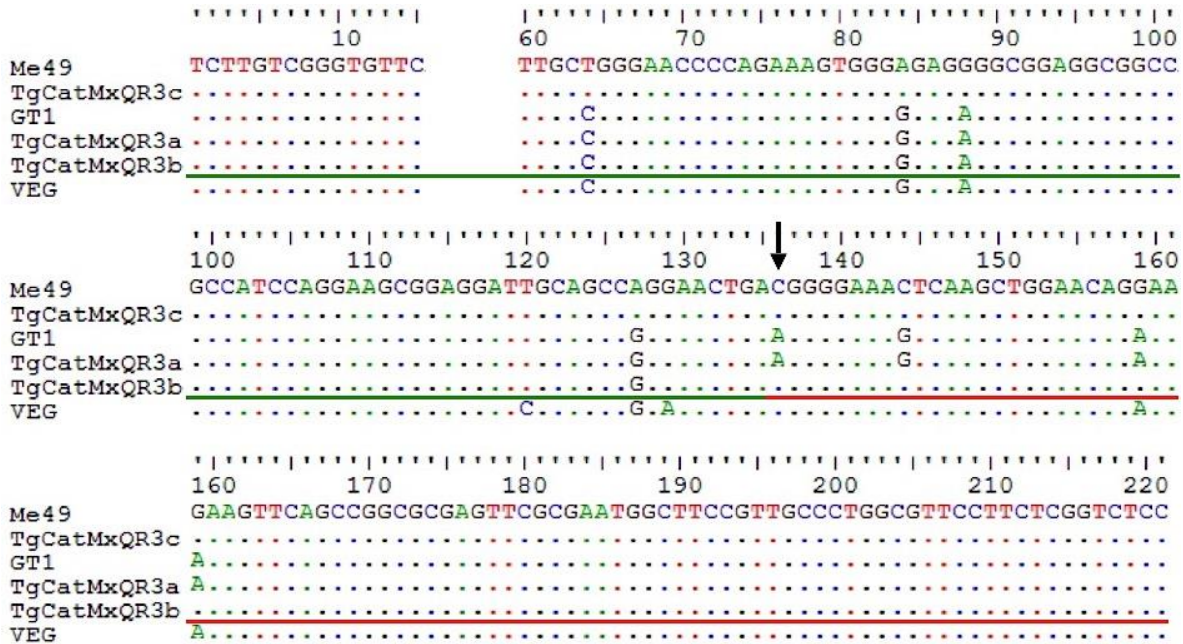 10 60 70 80 90 100
Me49 TCTTGTCGGGTGTTC TTGCTGGGAACCCCAGAAAGTGGGAGAGGGGCGGAGGCGGCC
TgCatMxQR3c ............... ..........................................
GT1 ............... ....C...................G...A.............
TgCatMxQR3a ............... ....C...................G...A.............
TgCatMxQR3b ............... ....C...................G...A.............
VEG ............... ....C...................G...A.............
100 110 120 130 140 150 160
Me49 GCCATCCAGGAAGCGGAGGATTGCAGCCAGGAACTGACGGGGAAACTCAAGCTGGAACAGGAA
TgCatMxQR3c ...............................................................
GT1 ............................G........A.......G..............A..
TgCatMxQR3a ............................G........A.......G..............A..
TgCatMxQR3b ............................G..................................
VEG .....................C......G.A.............................A..
160 170 180 190 200 210 220
Me49 GAAGTTCAGCCGGCGCGAGTTCGCGAATGGCTTCCGTTGCCCTGGCGTTCCTTCTCGGTCTCC
TgCatMxQR3c ...............................................................
GT1 A..............................................................
TgCatMxQR3a A..............................................................
TgCatMxQR3b ...............................................................
VEG A..............................................................